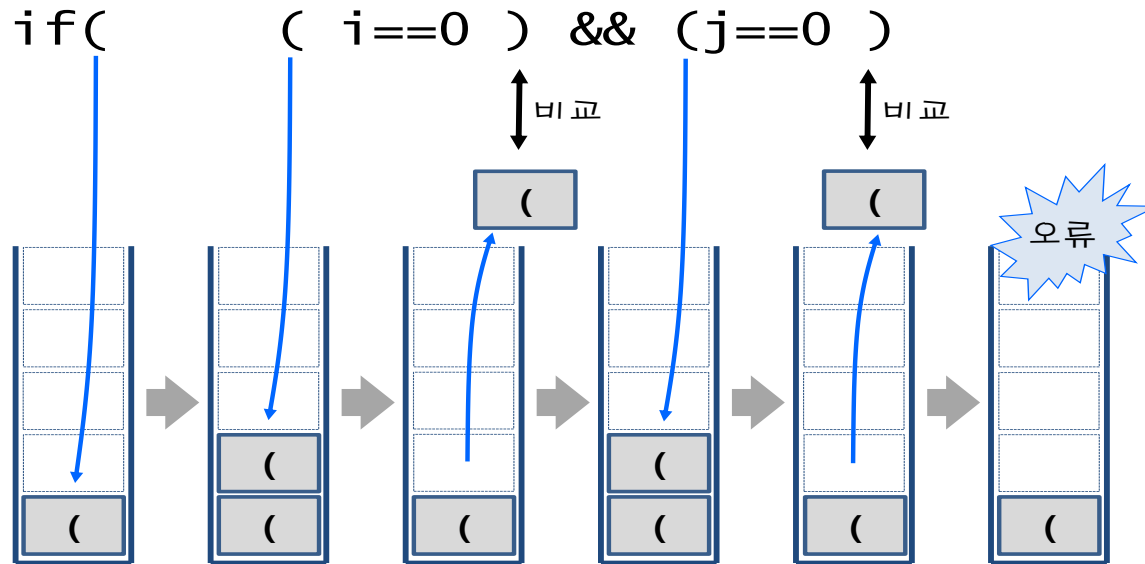 if( ( i==0 ) && (j==0 )
비교 비교
( (
오류
( (
( ( ( ( ( (